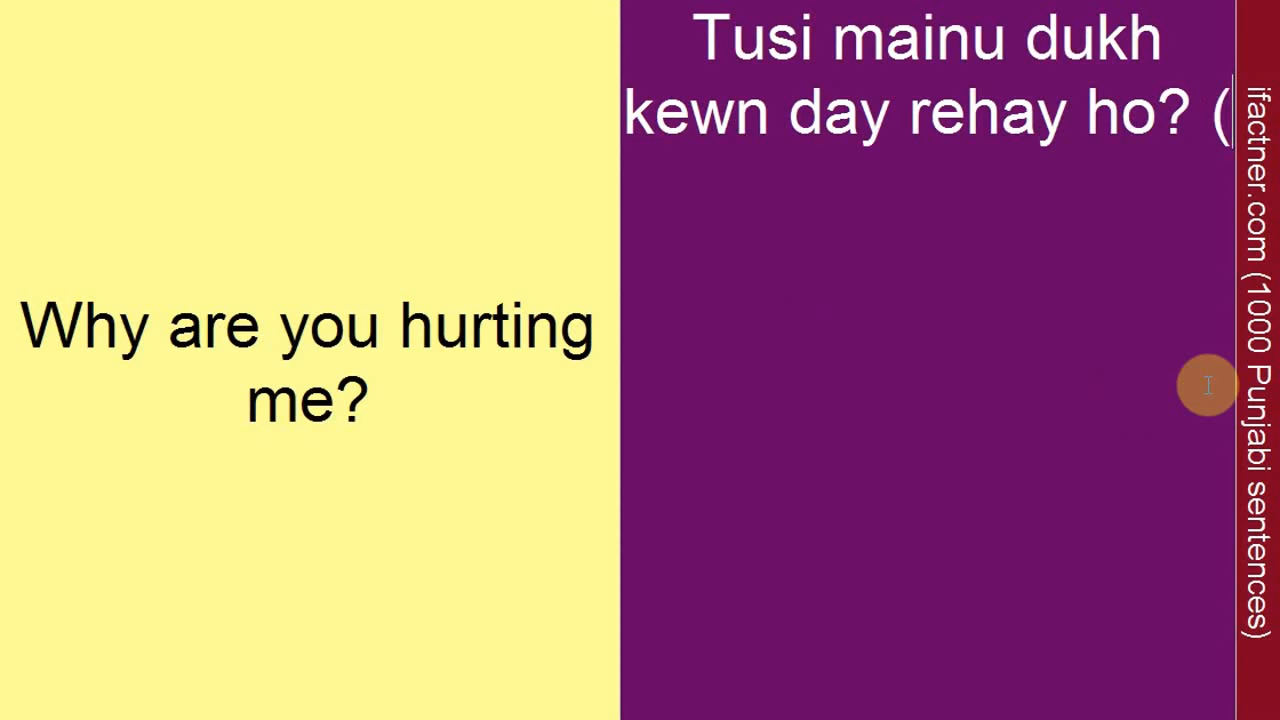 Why are you hurting
me?
Tusi mainu dukh
kewn day rehay ho? (
ifactner.com (1000 Punjabi sentences)